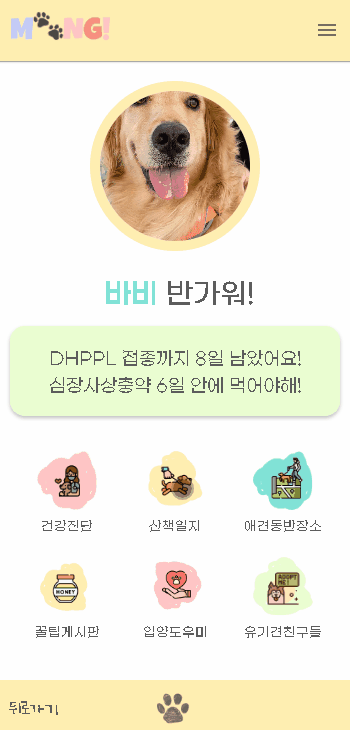 M🐾NG!
바비 반가워!
DHPPL 접종까지 8일 남았어요!
심장사상충약 6일 안에 먹어야해!
건강진단 산책일지 애견동반장소
HONEY ADOPT ME!
꿀팁게시판 입양도우미 유기견친구들
뒤로가기